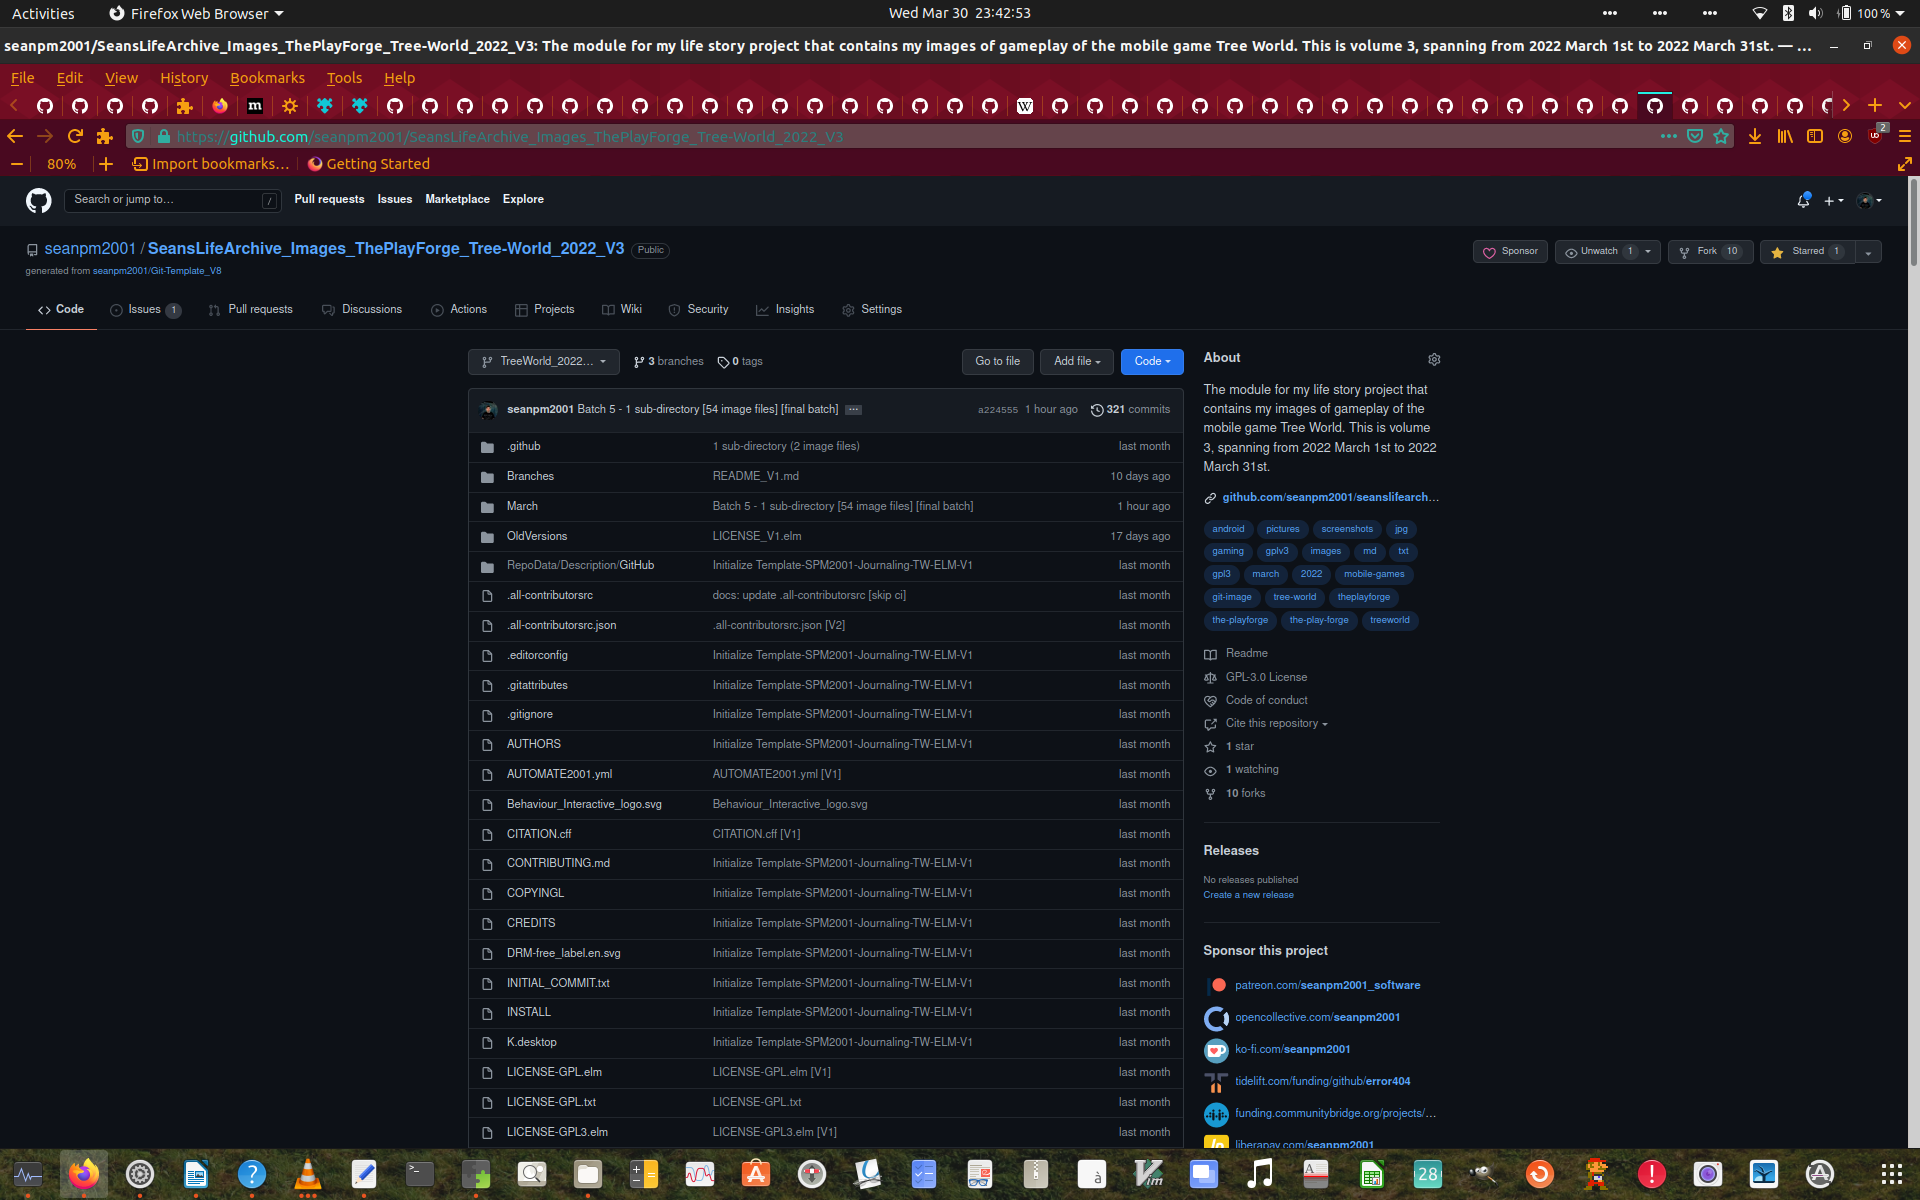 Activities Firefox Web Browser Wed Mar 30 23:42:53 100 %
seanpm2001/SeansLifeArchive_Images_ThePlayForge_Tree-World_2022_V3: The module for my life story project that contains my images of gameplay of the mobile game Tree World. This is volume 3, spanning from 2022 March 1st to 2022 March 31st. — ...
File Edit View History Bookmarks Tools Help
https://github.com/seanpm2001/SeansLifeArchive_Images_ThePlayForge_Tree-World_2022_V3 2
80% Import bookmarks... Getting Started
Search or jump to... / Pull requests Issues Marketplace Explore
seanpm2001 / SeansLifeArchive_Images_ThePlayForge_Tree-World_2022_V3 Public Sponsor Unwatch 1 Fork 10 Starred 1
generated from seanpm2001/Git-Template_V8
Code Issues 1 Pull requests Discussions Actions Projects Wiki Security Insights Settings
TreeWorld_2022... 3 branches 0 tags Go to file Add file Code
seanpm2001 Batch 5 - 1 sub-directory [54 image files] [final batch] ... a224555 1 hour ago 321 commits
.github 1 sub-directory (2 image files) last month
Branches README_V1.md 10 days ago
March Batch 5 - 1 sub-directory [54 image files] [final batch] 1 hour ago
OldVersions LICENSE_V1.elm 17 days ago
RepoData/Description/GitHub Initialize Template-SPM2001-Journaling-TW-ELM-V1 last month
.all-contributorsrc docs: update .all-contributorsrc [skip ci] last month
.all-contributorsrc.json .all-contributorsrc.json [V2] last month
.editorconfig Initialize Template-SPM2001-Journaling-TW-ELM-V1 last month
.gitattributes Initialize Template-SPM2001-Journaling-TW-ELM-V1 last month
.gitignore Initialize Template-SPM2001-Journaling-TW-ELM-V1 last month
AUTHORS Initialize Template-SPM2001-Journaling-TW-ELM-V1 last month
AUTOMATE2001.yml AUTOMATE2001.yml [V1] last month
Behaviour_Interactive_logo.svg Behaviour_Interactive_logo.svg last month
CITATION.cff CITATION.cff [V1] last month
CONTRIBUTING.md Initialize Template-SPM2001-Journaling-TW-ELM-V1 last month
COPYINGL Initialize Template-SPM2001-Journaling-TW-ELM-V1 last month
CREDITS Initialize Template-SPM2001-Journaling-TW-ELM-V1 last month
DRM-free_label.en.svg Initialize Template-SPM2001-Journaling-TW-ELM-V1 last month
INITIAL_COMMIT.txt Initialize Template-SPM2001-Journaling-TW-ELM-V1 last month
INSTALL Initialize Template-SPM2001-Journaling-TW-ELM-V1 last month
K.desktop Initialize Template-SPM2001-Journaling-TW-ELM-V1 last month
LICENSE-GPL.elm LICENSE-GPL.elm [V1] last month
LICENSE-GPL.txt LICENSE-GPL.txt last month
LICENSE-GPL3.elm LICENSE-GPL3.elm [V1] last month
About
The module for my life story project that
contains my images of gameplay of the
mobile game Tree World. This is volume
3, spanning from 2022 March 1st to 2022
March 31st.
github.com/seanpm2001/seanslifearch...
android pictures screenshots jpg
gaming gplv3 images md txt
gpl3 march 2022 mobile-games
git-image tree-world theplayforge
the-playforge the-play-forge treeworld
Readme
GPL-3.0 License
Code of conduct
Cite this repository
1 star
1 watching
10 forks
Releases
No releases published
Create a new release
Sponsor this project
patreon.com/seanpm2001_software
opencollective.com/seanpm2001
ko-fi.com/seanpm2001
tidelift.com/funding/github/error404
funding.communitybridge.org/projects/...
liberapay.com/seanpm2001
28